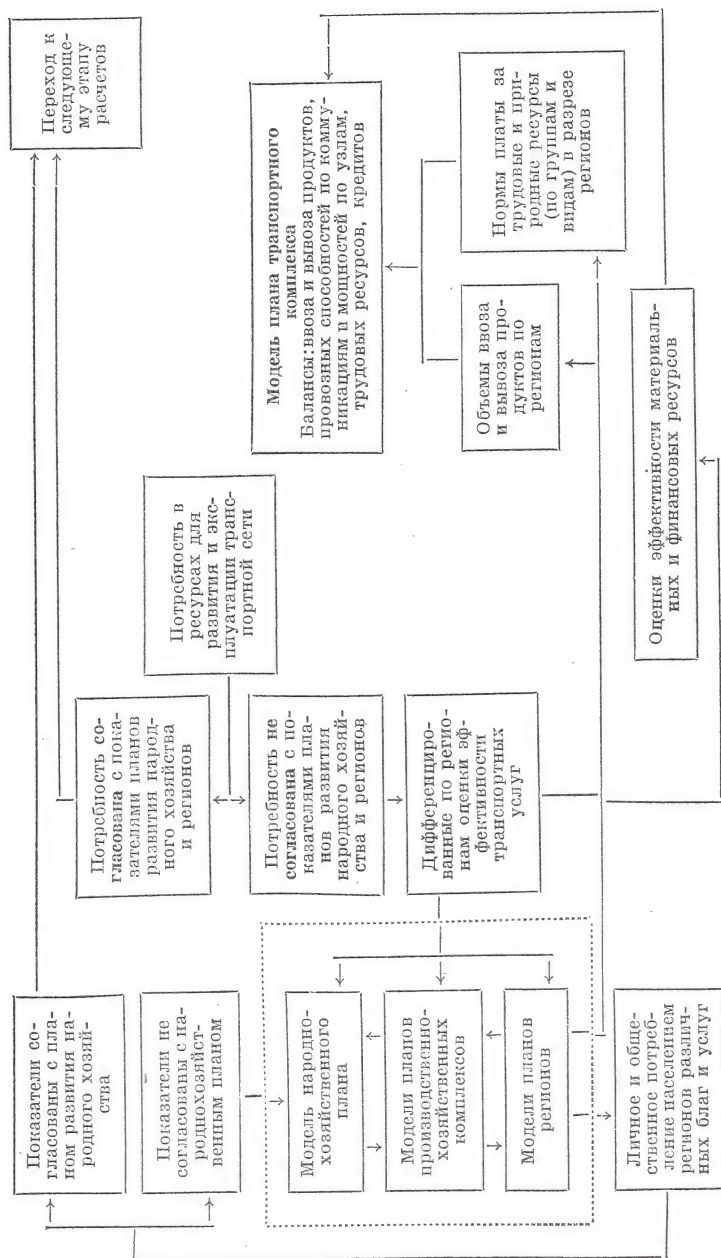 Показатели со-
гласованы с пла-
ном развития на-
родного хозяй-
ства
Показатели не
согласованы с на-
роднохозяйст-
венным планом
Модель народно-
хозяйственного
плана
Модели планов
производственно-
хозяйственных
комплексов
Модели планов
регионов
Личное и обще-
ственное потреб-
ление населением
регионов различ-
ных благ и услуг
Потребность со-
гласована с пока-
зателями планов
развития народ-
ного хозяйства
и регионов
Потребность не
согласована с по-
казателями пла-
нов развития
народного хозяй-
ства и регионов
Дифференциро-
ванные по регио-
нам оценки эф-
фективности
транспортных
услуг
Потребность в
ресурсах для
развития и экс-
плуатации транс-
портной сети
Оценки эффективности материаль-
ных и финансовых ресурсов
Переход к
следующе-
му этапу
расчетов
Модель плана транспортного
комплекса
Балансы:ввоза и вывоза продуктов,
провозных способностей по комму-
никациям и мощностей по узлам,
трудовых ресурсов, кредитов
Объемы ввоза
и вывоза про-
дуктов по
регионам
Нормы платы за
трудовые и при-
родные ресурсы
(по группам и
видам) в разрезе
регионов